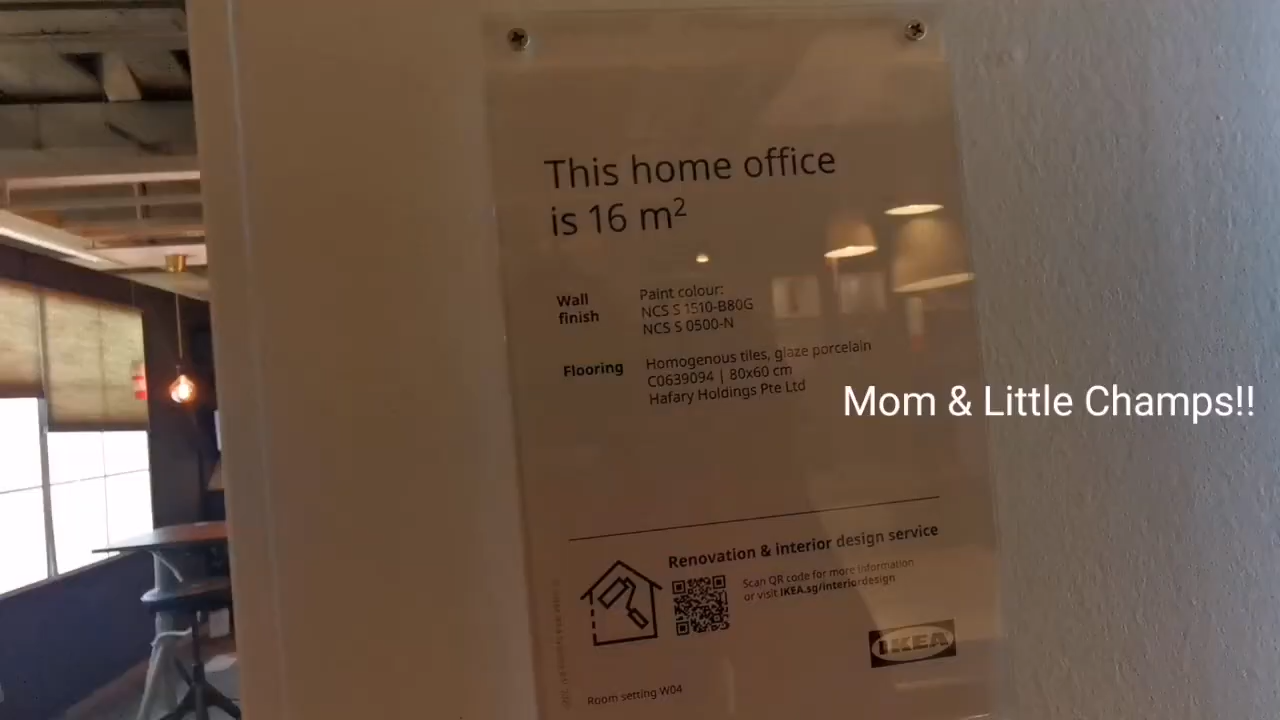 This home office
is 16 m²
Wall
finish
Paint colour:
NCS S 1510-B80G
NCS S 0500-N
Flooring
Homogenous tiles, glaze porcelain
C0639094 | 80x60 cm
Hafary Holdings Pte Ltd
Mom & Little Champs!!
Renovation & interior design service
Scan QR code for more information
or visit IKEA.sg/interiordesign
IKEA
Room setting W04